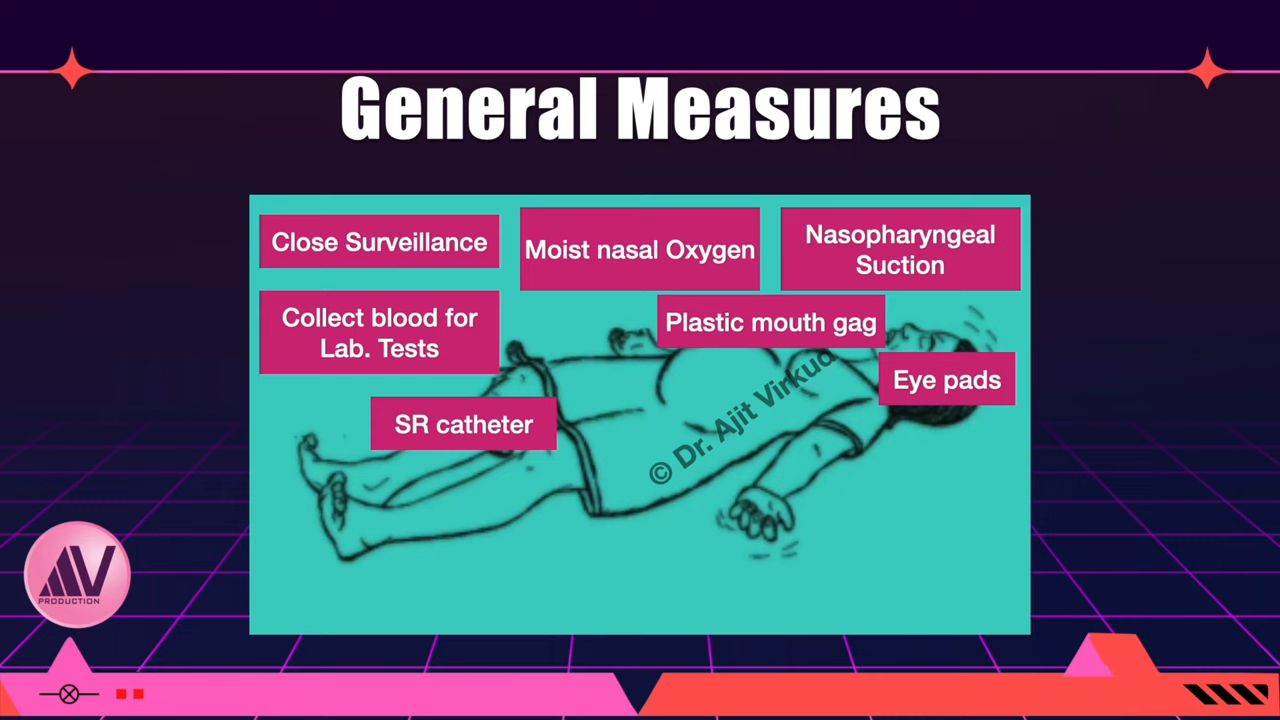 General Measures
Close Surveillance
Moist nasal Oxygen
Nasopharyngeal
Suction
Collect blood for
Lab. Tests
Plastic mouth gag
Eye pads
SR catheter
© Dr. Ajit Virkud
AV
PRODUCTION